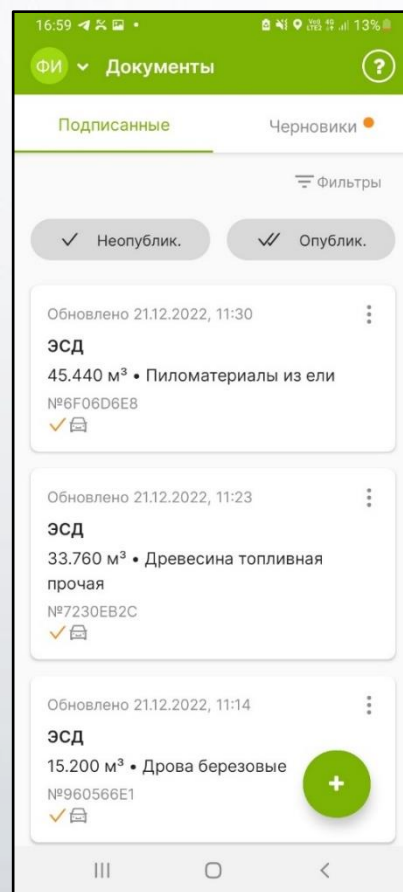 16:59 13%
ФИ Документы ?
Подписанные Черновики
Фильтры
Неопублик. Опублик.
Обновлено 21.12.2022, 11:30
ЭСД
45.440 м³ • Пиломатериалы из ели
№6F06D6E8
Обновлено 21.12.2022, 11:23
ЭСД
33.760 м³ • Древесина топливная
прочая
№7230EB2C
Обновлено 21.12.2022, 11:14
ЭСД
15.200 м³ • Дрова березовые
№960566E1